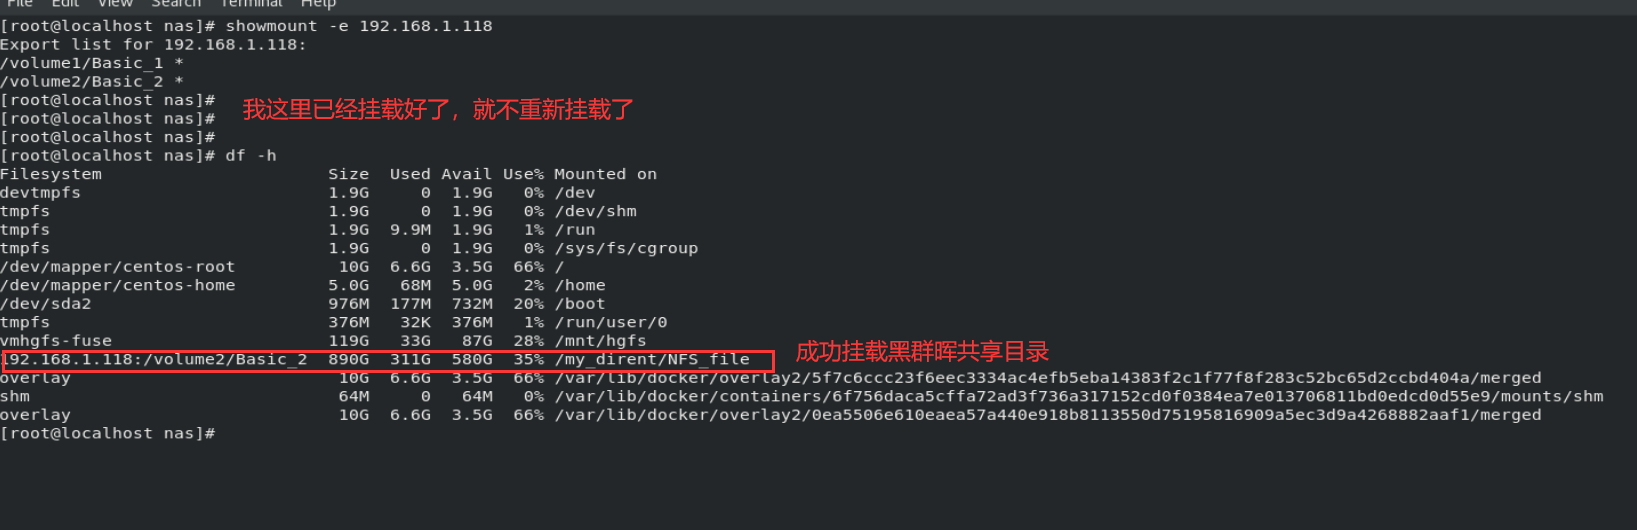 File Edit View Search Terminal Help
[root@localhost nas]# showmount -e 192.168.1.118
Export list for 192.168.1.118:
/volume1/Basic_1 *
/volume2/Basic_2 *
[root@localhost nas]#
我这里已经挂载好了，就不重新挂载了
[root@localhost nas]#
[root@localhost nas]#
[root@localhost nas]# df -h
Filesystem Size Used Avail Use% Mounted on
devtmpfs 1.9G 0 1.9G 0% /dev
tmpfs 1.9G 0 1.9G 0% /dev/shm
tmpfs 1.9G 9.9M 1.9G 1% /run
tmpfs 1.9G 0 1.9G 0% /sys/fs/cgroup
/dev/mapper/centos-root 10G 6.6G 3.5G 66% /
/dev/mapper/centos-home 5.0G 68M 5.0G 2% /home
/dev/sda2 976M 177M 732M 20% /boot
tmpfs 376M 32K 376M 1% /run/user/0
vmhgfs-fuse 119G 33G 87G 28% /mnt/hgfs
192.168.1.118:/volume2/Basic_2 890G 311G 580G 35% /my_dirent/NFS_file 成功挂载黑群晖共享目录
overlay 10G 6.6G 3.5G 66% /var/lib/docker/overlay2/5f7c6ccc23f6eec3334ac4efb5eba14383f2c1f77f8f283c52bc65d2ccbd404a/merged
shm 64M 0 64M 0% /var/lib/docker/containers/6f756daca5cffa72ad3f736a317152cd0f0384ea7e013706811bd0edcd0d55e9/mounts/shm
overlay 10G 6.6G 3.5G 66% /var/lib/docker/overlay2/0ea5506e610eaea57a440e918b8113550d75195816909a5ec3d9a4268882aaf1/merged
[root@localhost nas]#